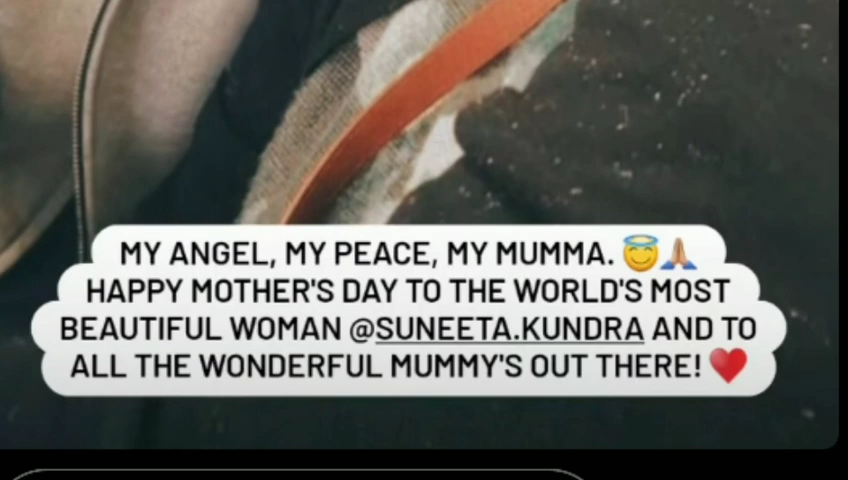 MY ANGEL, MY PEACE, MY MUMMA. 😇🙏🏽
HAPPY MOTHER'S DAY TO THE WORLD'S MOST
BEAUTIFUL WOMAN @SUNEETA.KUNDRA AND TO
ALL THE WONDERFUL MUMMY'S OUT THERE! ❤️